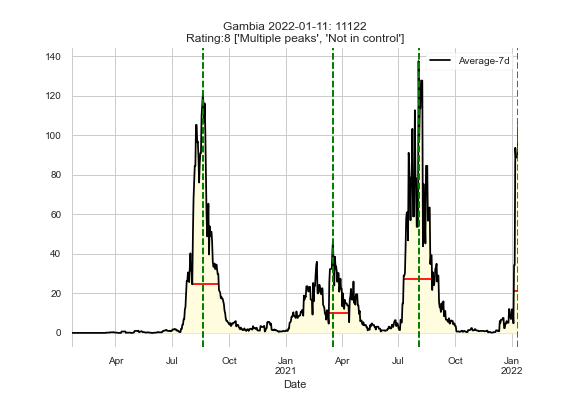 Gambia 2022-01-11: 11122
Rating:8 ['Multiple peaks', 'Not in control']
Average-7d
140
120
100
80
60
40
20
0
Apr Jul Oct Jan Apr Jul Oct Jan
2021 2022
Date